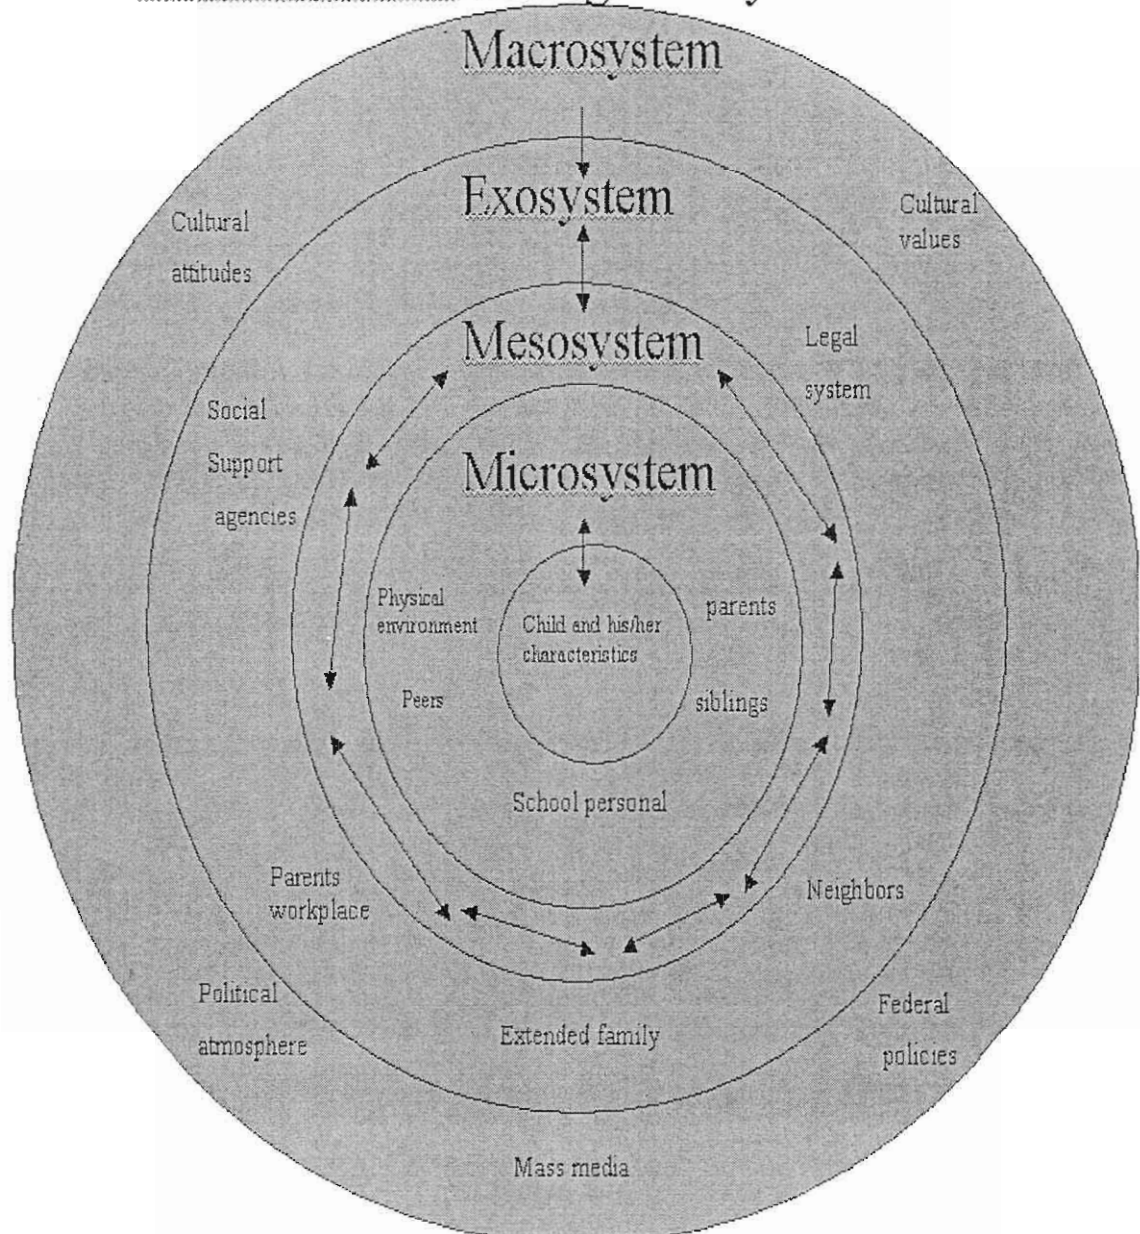 Macrosystem
Exosystem
Cultural
attitudes
Cultural
values
Mesosystem
Legal
system
Social
Support
agencies
Microsystem
Physical
environment
Child and his/her
characteristics
parents
Peers
siblings
School personal
Parents
workplace
Neighbors
Political
atmosphere
Extended family
Federal
policies
Mass media